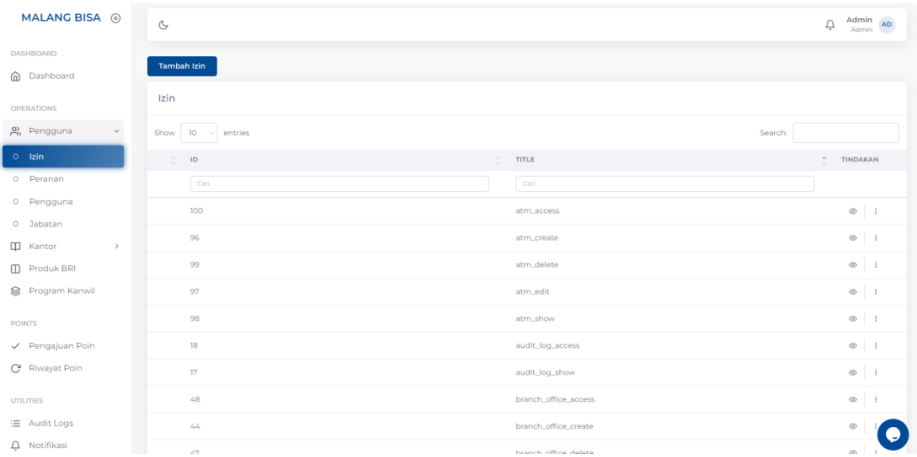 MALANG BISA
Admin
Admin
AD
DASHBOARD
Dashboard
OPERATIONS
Pengguna
Izin
Peranan
Pengguna
Jabatan
Kantor
Produk BRI
Program Kanwil
POINTS
Pengajuan Poin
Riwayat Poin
UTILITIES
Audit Logs
Notifikasi
Tambah Izin
Izin
Show 10 entries Search:
ID TITLE TINDAKAN
Cari Cari
100 atm_access
96 atm_create
99 atm_delete
97 atm_edit
98 atm_show
18 audit_log_access
17 audit_log_show
48 branch_office_access
44 branch_office_create
47 branch_office_delete